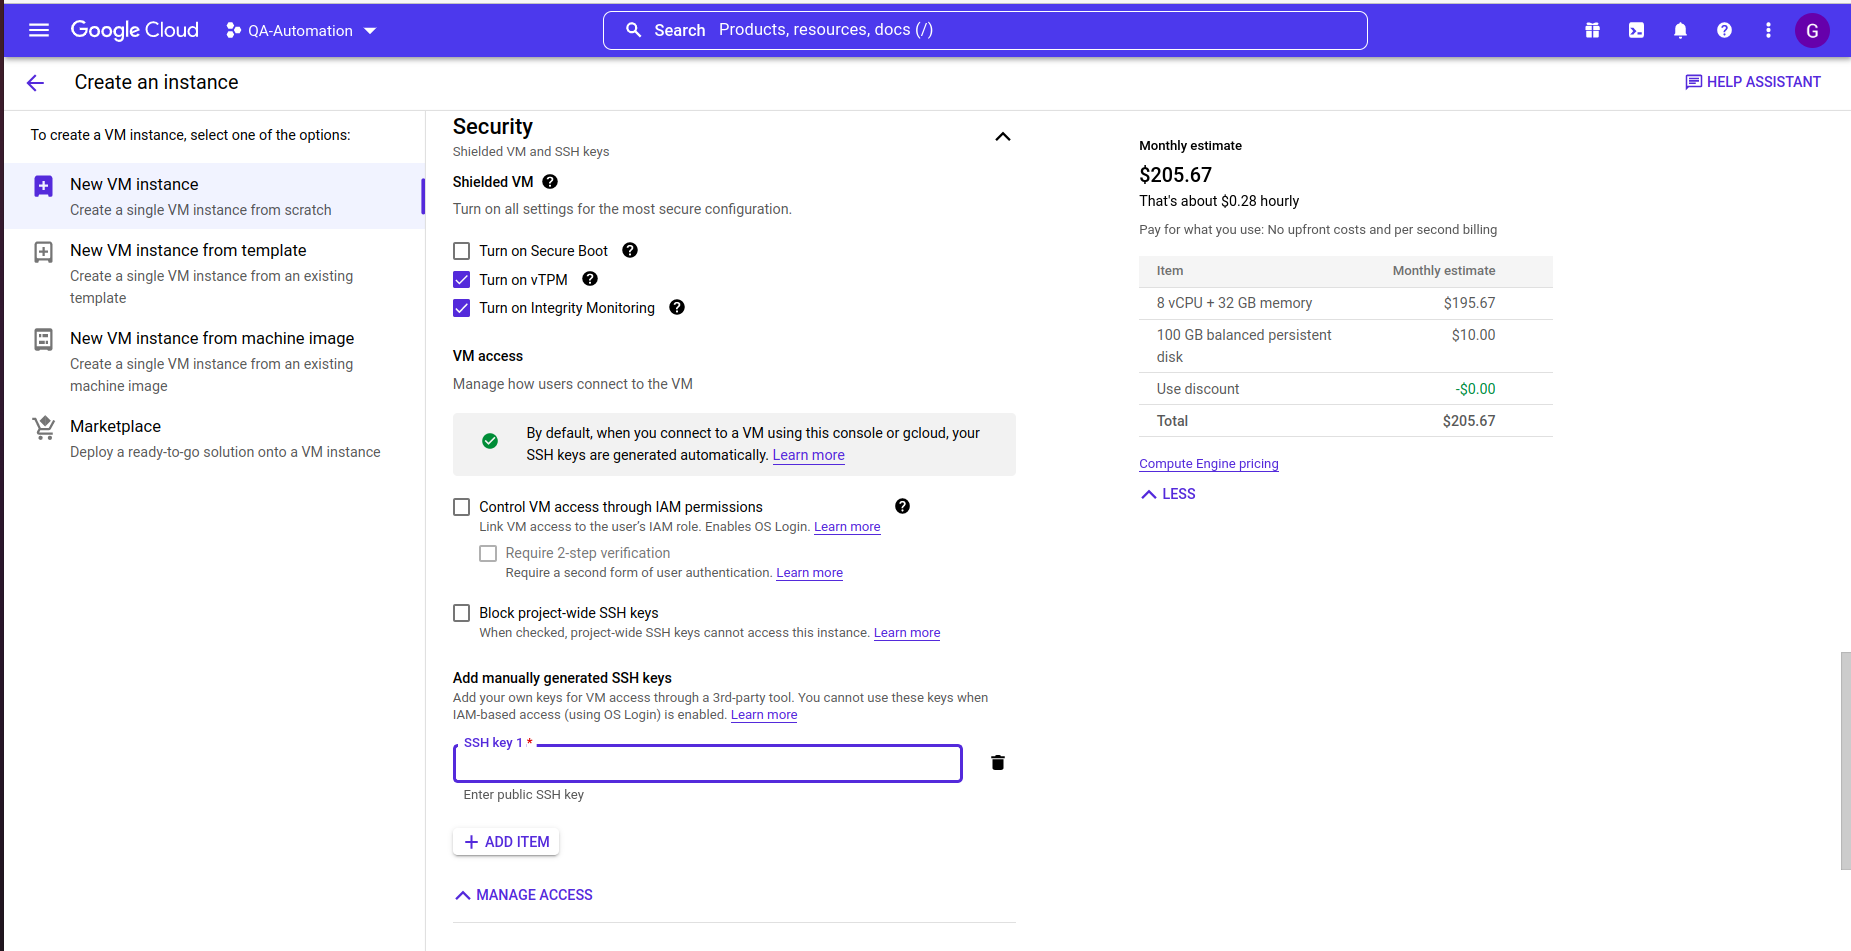 Google Cloud
QA-Automation
Search Products, resources, docs (/)
G
Create an instance
HELP ASSISTANT
To create a VM instance, select one of the options:
New VM instance
Create a single VM instance from scratch
New VM instance from template
Create a single VM instance from an existing
template
New VM instance from machine image
Create a single VM instance from an existing
machine image
Marketplace
Deploy a ready-to-go solution onto a VM instance
Security
Shielded VM and SSH keys
Shielded VM
Turn on all settings for the most secure configuration.
Turn on Secure Boot
Turn on vTPM
Turn on Integrity Monitoring
VM access
Manage how users connect to the VM
By default, when you connect to a VM using this console or gcloud, your
SSH keys are generated automatically. Learn more
Control VM access through IAM permissions
Link VM access to the user's IAM role. Enables OS Login. Learn more
Require 2-step verification
Require a second form of user authentication. Learn more
Block project-wide SSH keys
When checked, project-wide SSH keys cannot access this instance. Learn more
Add manually generated SSH keys
Add your own keys for VM access through a 3rd-party tool. You cannot use these keys when
IAM-based access (using OS Login) is enabled. Learn more
SSH key 1 *
Enter public SSH key
+ ADD ITEM
MANAGE ACCESS
Monthly estimate
$205.67
That's about $0.28 hourly
Pay for what you use: No upfront costs and per second billing
Item Monthly estimate
8 vCPU + 32 GB memory $195.67
100 GB balanced persistent $10.00
disk
Use discount -$0.00
Total $205.67
Compute Engine pricing
LESS